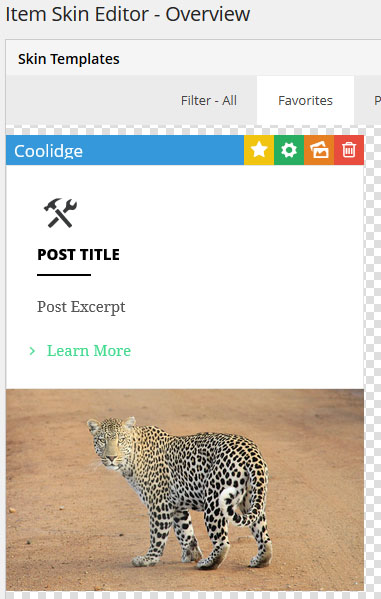 Item Skin Editor - Overview
Skin Templates
Filter - All
Favorites
P
Coolidge
POST TITLE
Post Excerpt
Learn More